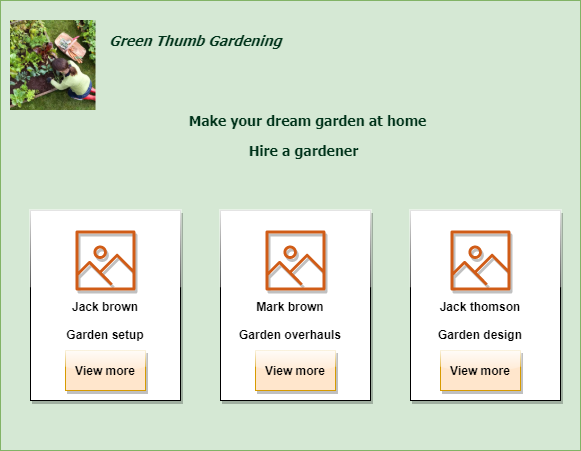 Green Thumb Gardening
Make your dream garden at home
Hire a gardener
Jack brown
Garden setup
View more
Mark brown
Garden overhauls
View more
Jack thomson
Garden design
View more